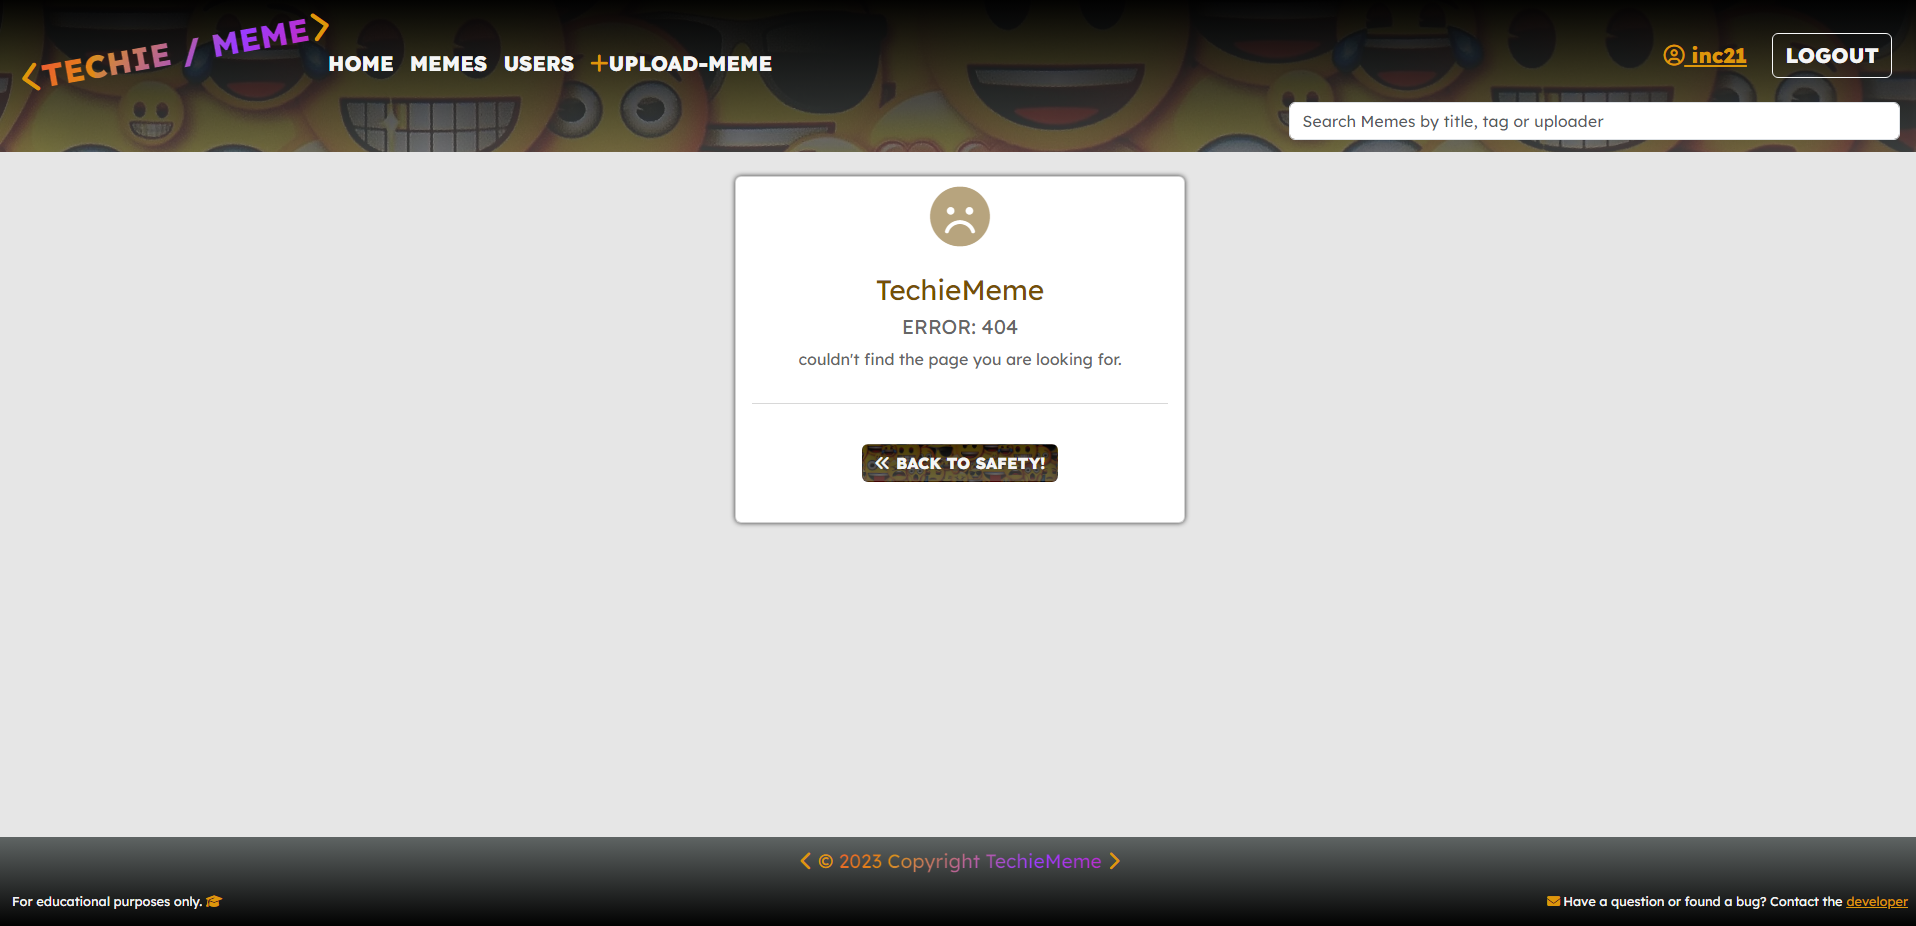 <TECHIE / MEME>
HOME MEMES USERS +UPLOAD-MEME
inc21
LOGOUT
Search Memes by title, tag or uploader
TechieMeme
ERROR: 404
couldn't find the page you are looking for.
« BACK TO SAFETY!
< © 2023 Copyright TechieMeme >
For educational purposes only.
Have a question or found a bug? Contact the developer